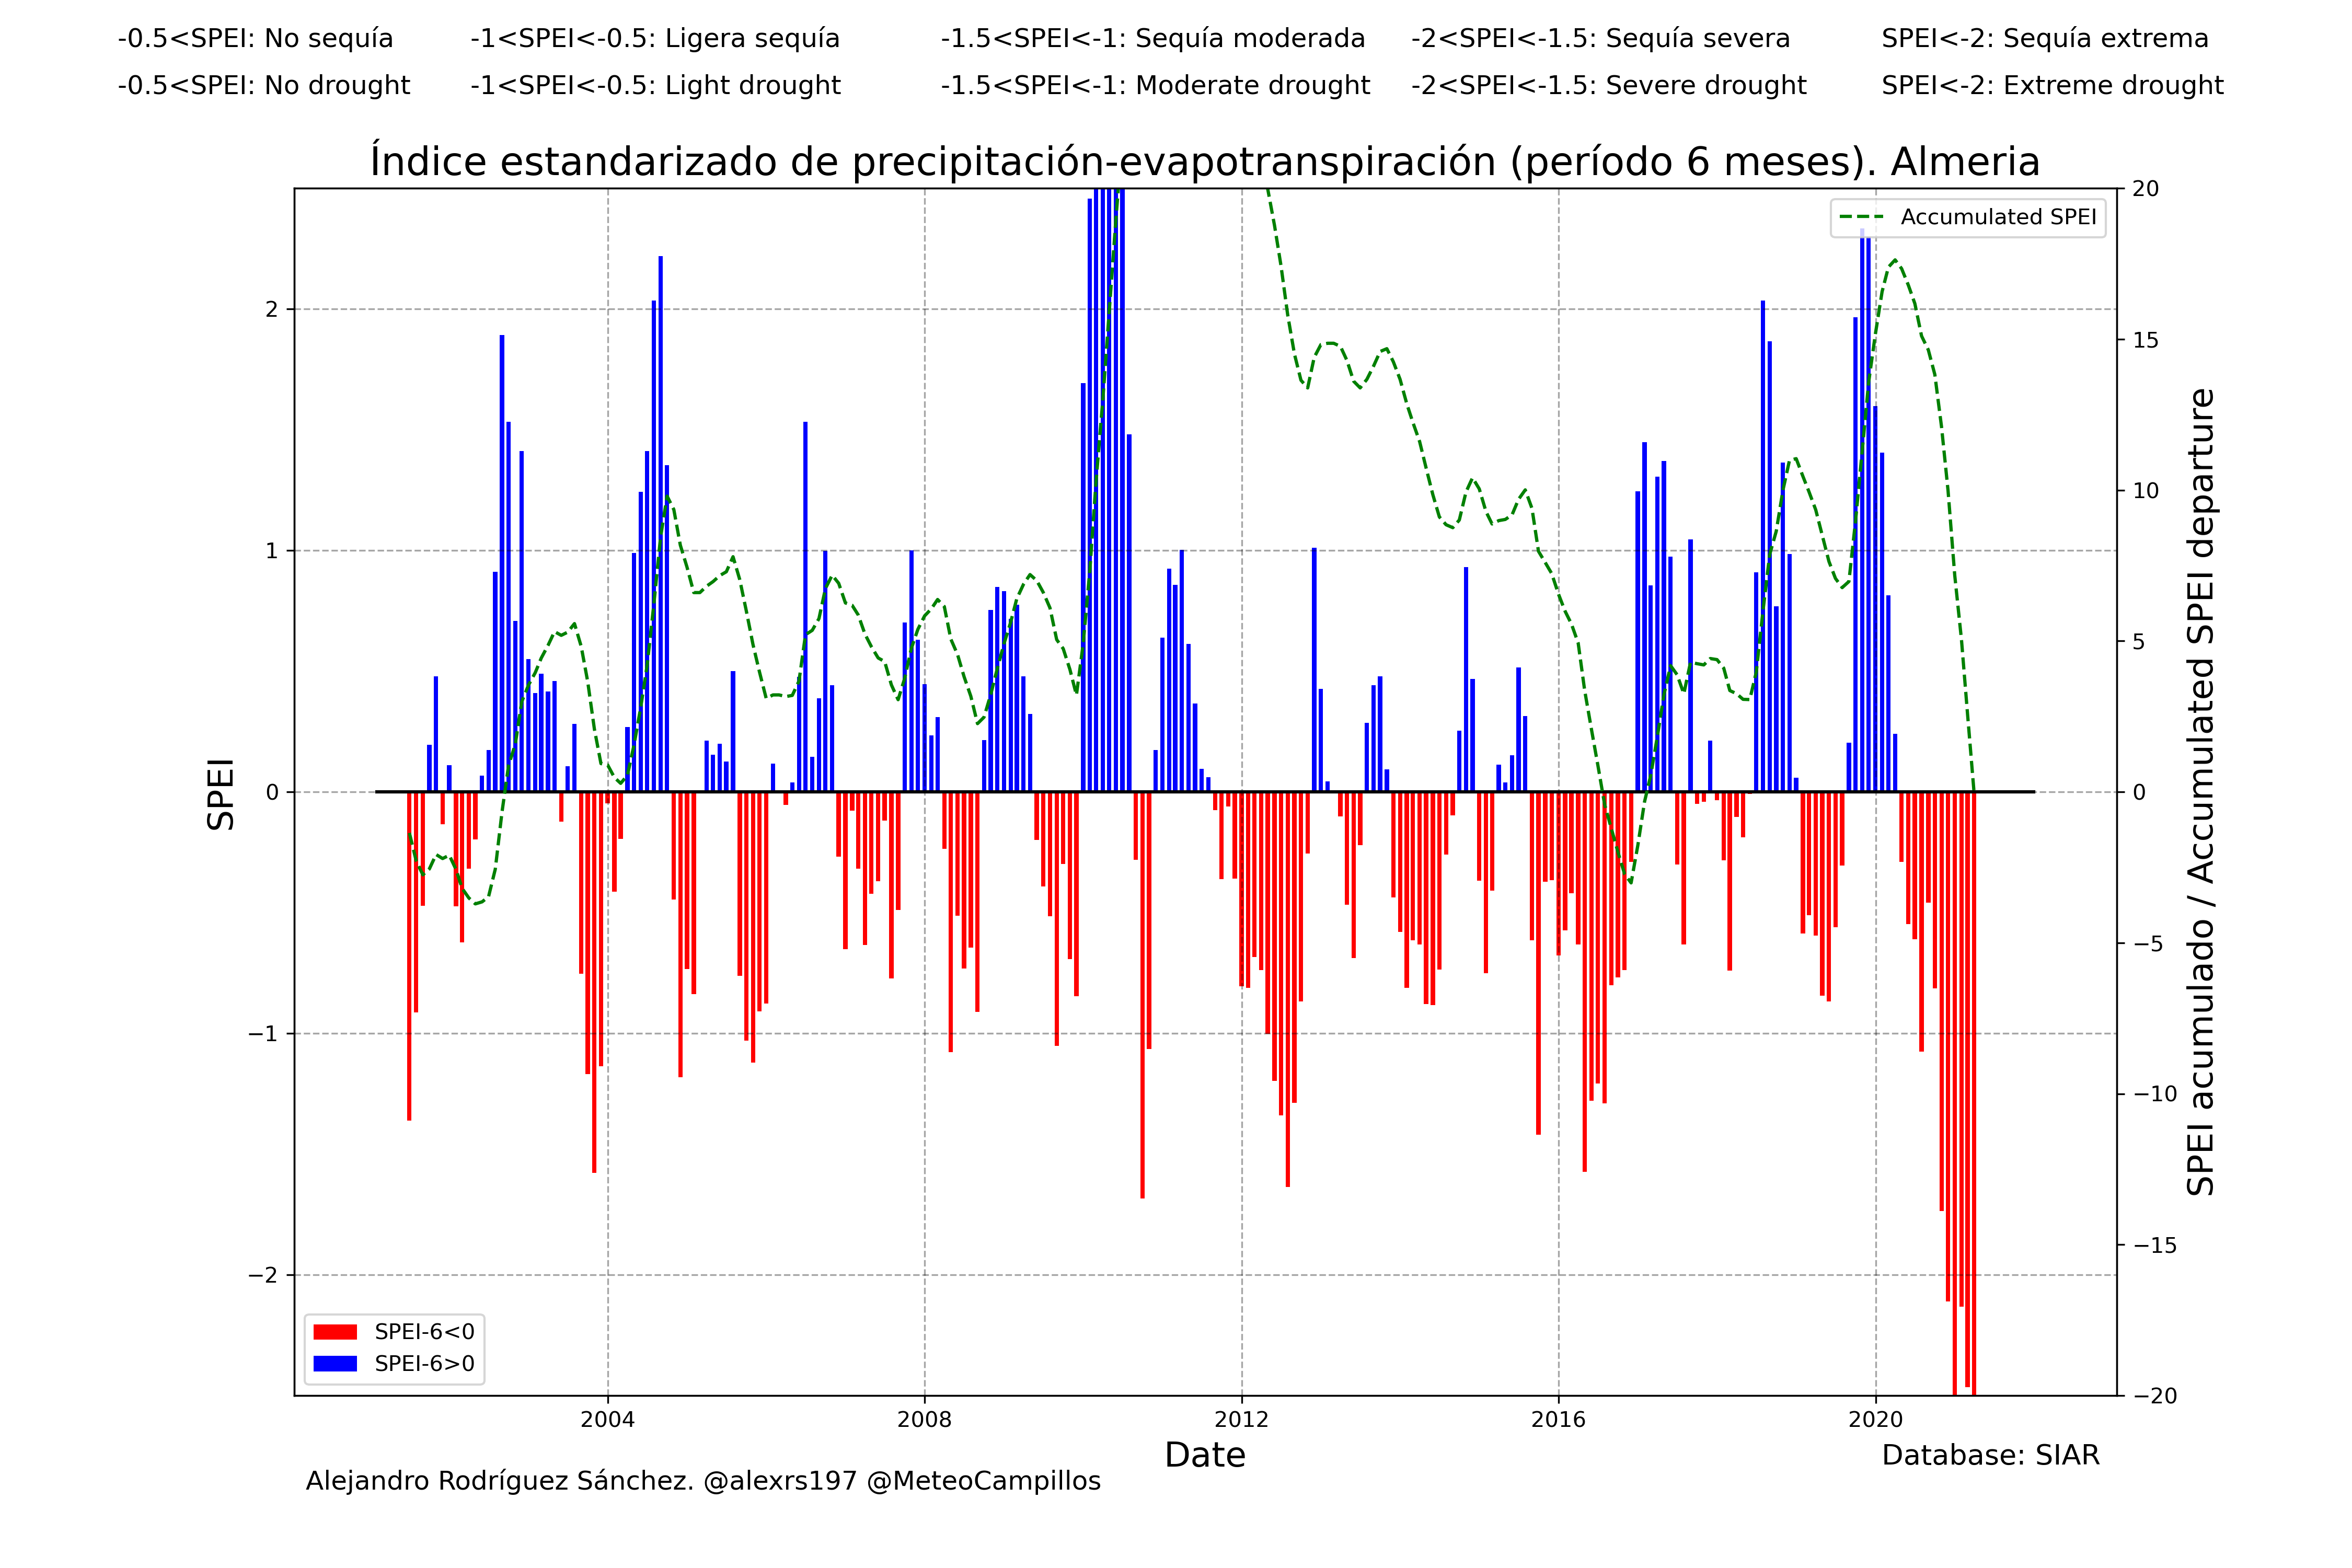 -0.5<SPEI: No sequía -1<SPEI<-0.5: Ligera sequía -1.5<SPEI<-1: Sequía moderada -2<SPEI<-1.5: Sequía severa SPEI<-2: Sequía extrema
-0.5<SPEI: No drought -1<SPEI<-0.5: Light drought -1.5<SPEI<-1: Moderate drought -2<SPEI<-1.5: Severe drought SPEI<-2: Extreme drought
Índice estandarizado de precipitación-evapotranspiración (período 6 meses). Almeria
Accumulated SPEI
SPEI
2
1
0
−1
−2
20
15
10
5
0
−5
−10
−15
−20
SPEI acumulado / Accumulated SPEI departure
SPEI-6<0
SPEI-6>0
2004 2008 2012 2016 2020
Date
Database: SIAR
Alejandro Rodríguez Sánchez. @alexrs197 @MeteoCampillos